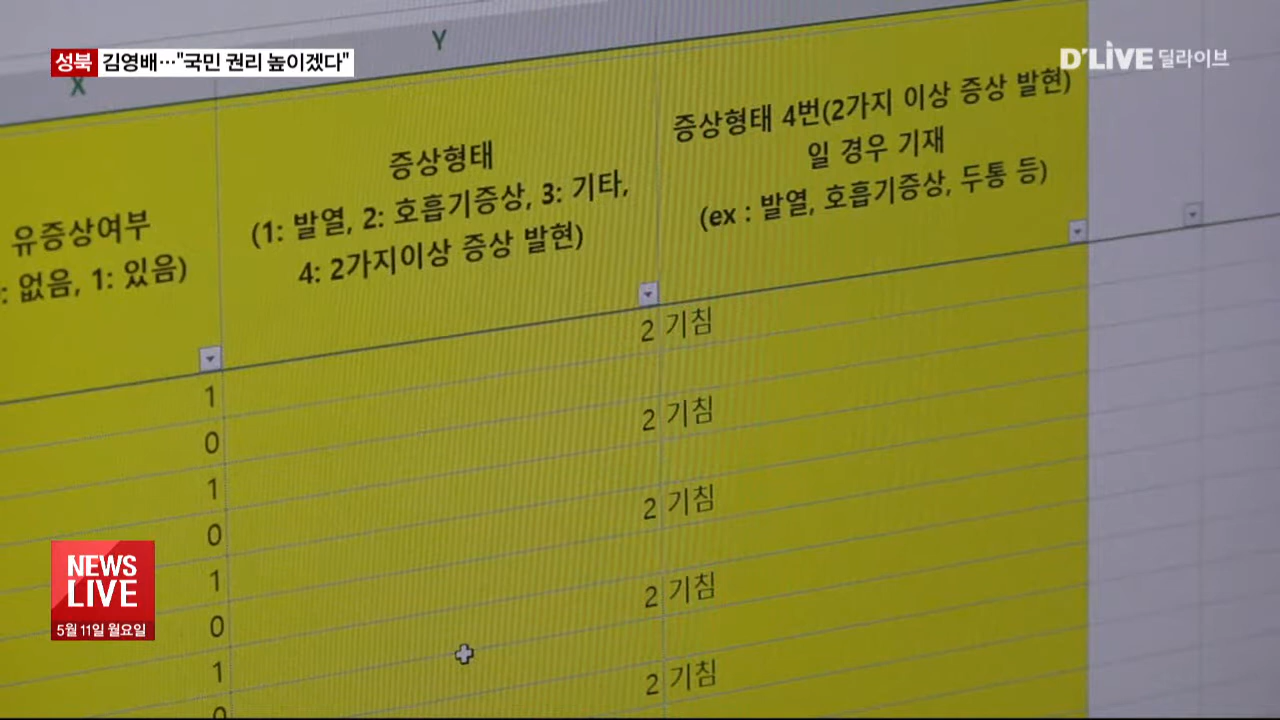 성북 김영배…"국민 권리 높이겠다"
D'LIVE 딜라이브
X
Y
유증상여부
: 없음, 1: 있음)
증상형태
(1: 발열, 2: 호흡기증상, 3: 기타,
4: 2가지이상 증상 발현)
증상형태 4번(2가지 이상 증상 발현)
일 경우 기재
(ex : 발열, 호흡기증상, 두통 등)
2 기침
1
0
2 기침
1
0
2 기침
1
0
2 기침
1
0
2 기침
NEWS
LIVE
5월 11일 월요일